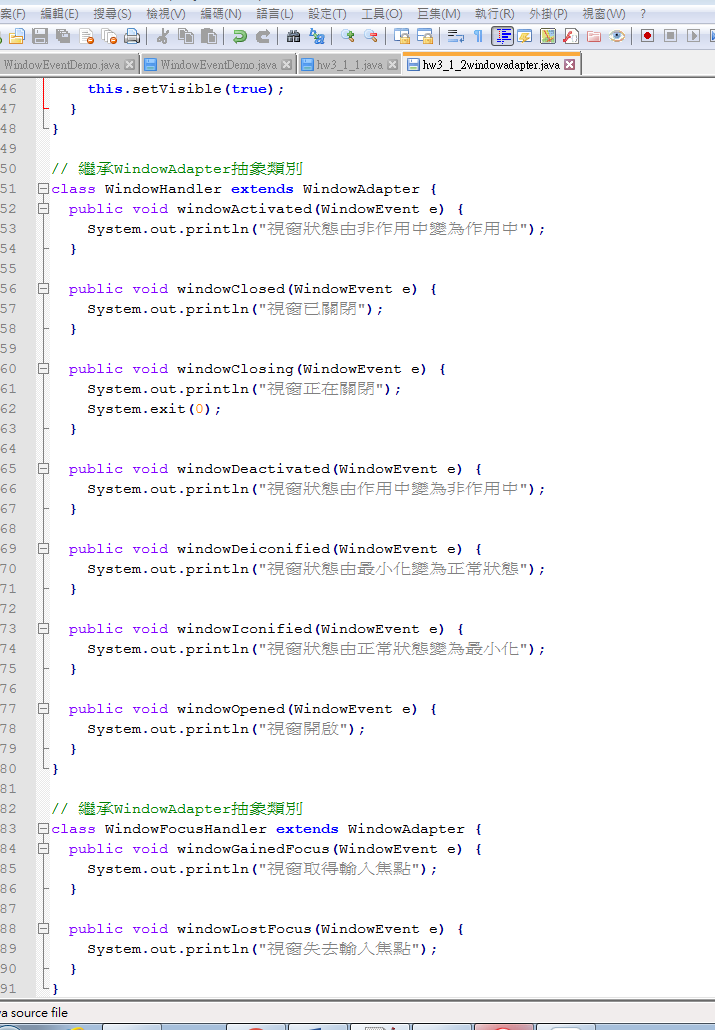 案(F) 編輯(E) 搜尋(S) 檢視(V) 編碼(N) 語言(L) 設定(T) 工具(O) 巨集(M) 執行(R) 外掛(P) 視窗(W) ?
WindowEventDemo.java WindowEventDemo.java hw3_1_1.java hw3_1_2windowadapter.java
46 this.setVisible(true);
47 }
48 }
49
50 // 繼承WindowAdapter抽象類別
51 class WindowHandler extends WindowAdapter {
52 public void windowActivated(WindowEvent e) {
53 System.out.println("視窗狀態由非作用中變為作用中");
54 }
55
56 public void windowClosed(WindowEvent e) {
57 System.out.println("視窗已關閉");
58 }
59
60 public void windowClosing(WindowEvent e) {
61 System.out.println("視窗正在關閉");
62 System.exit(0);
63 }
64
65 public void windowDeactivated(WindowEvent e) {
66 System.out.println("視窗狀態由作用中變為非作用中");
67 }
68
69 public void windowDeiconified(WindowEvent e) {
70 System.out.println("視窗狀態由最小化變為正常狀態");
71 }
72
73 public void windowIconified(WindowEvent e) {
74 System.out.println("視窗狀態由正常狀態變為最小化");
75 }
76
77 public void windowOpened(WindowEvent e) {
78 System.out.println("視窗開啟");
79 }
80 }
81
82 // 繼承WindowAdapter抽象類別
83 class WindowFocusHandler extends WindowAdapter {
84 public void windowGainedFocus(WindowEvent e) {
85 System.out.println("視窗取得輸入焦點");
86 }
87
88 public void windowLostFocus(WindowEvent e) {
89 System.out.println("視窗失去輸入焦點");
90 }
91 }
va source file